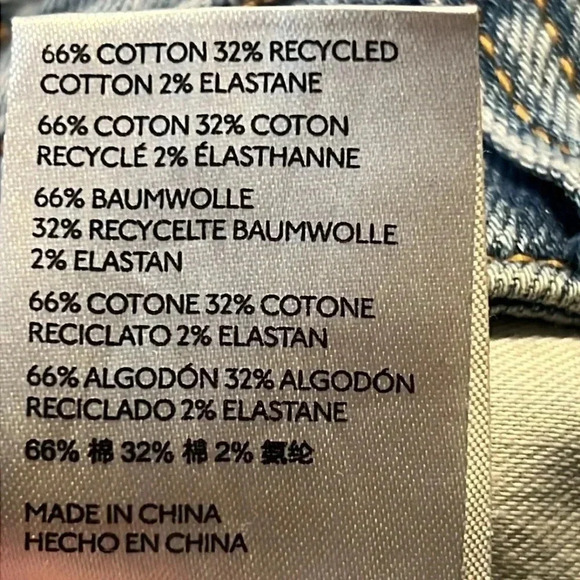 66% COTTON 32% RECYCLED
COTTON 2% ELASTANE
66% COTON 32% COTON
RECYCLÉ 2% ÉLASTHANNE
66% BAUMWOLLE
32% RECYCELTE BAUMWOLLE
2% ELASTAN
66% COTONE 32% COTONE
RECICLATO 2% ELASTAN
66% ALGODÓN 32% ALGODÓN
RECICLADO 2% ELASTANE
66% 棉 32% 棉 2% 氨纶
MADE IN CHINA
HECHO EN CHINA